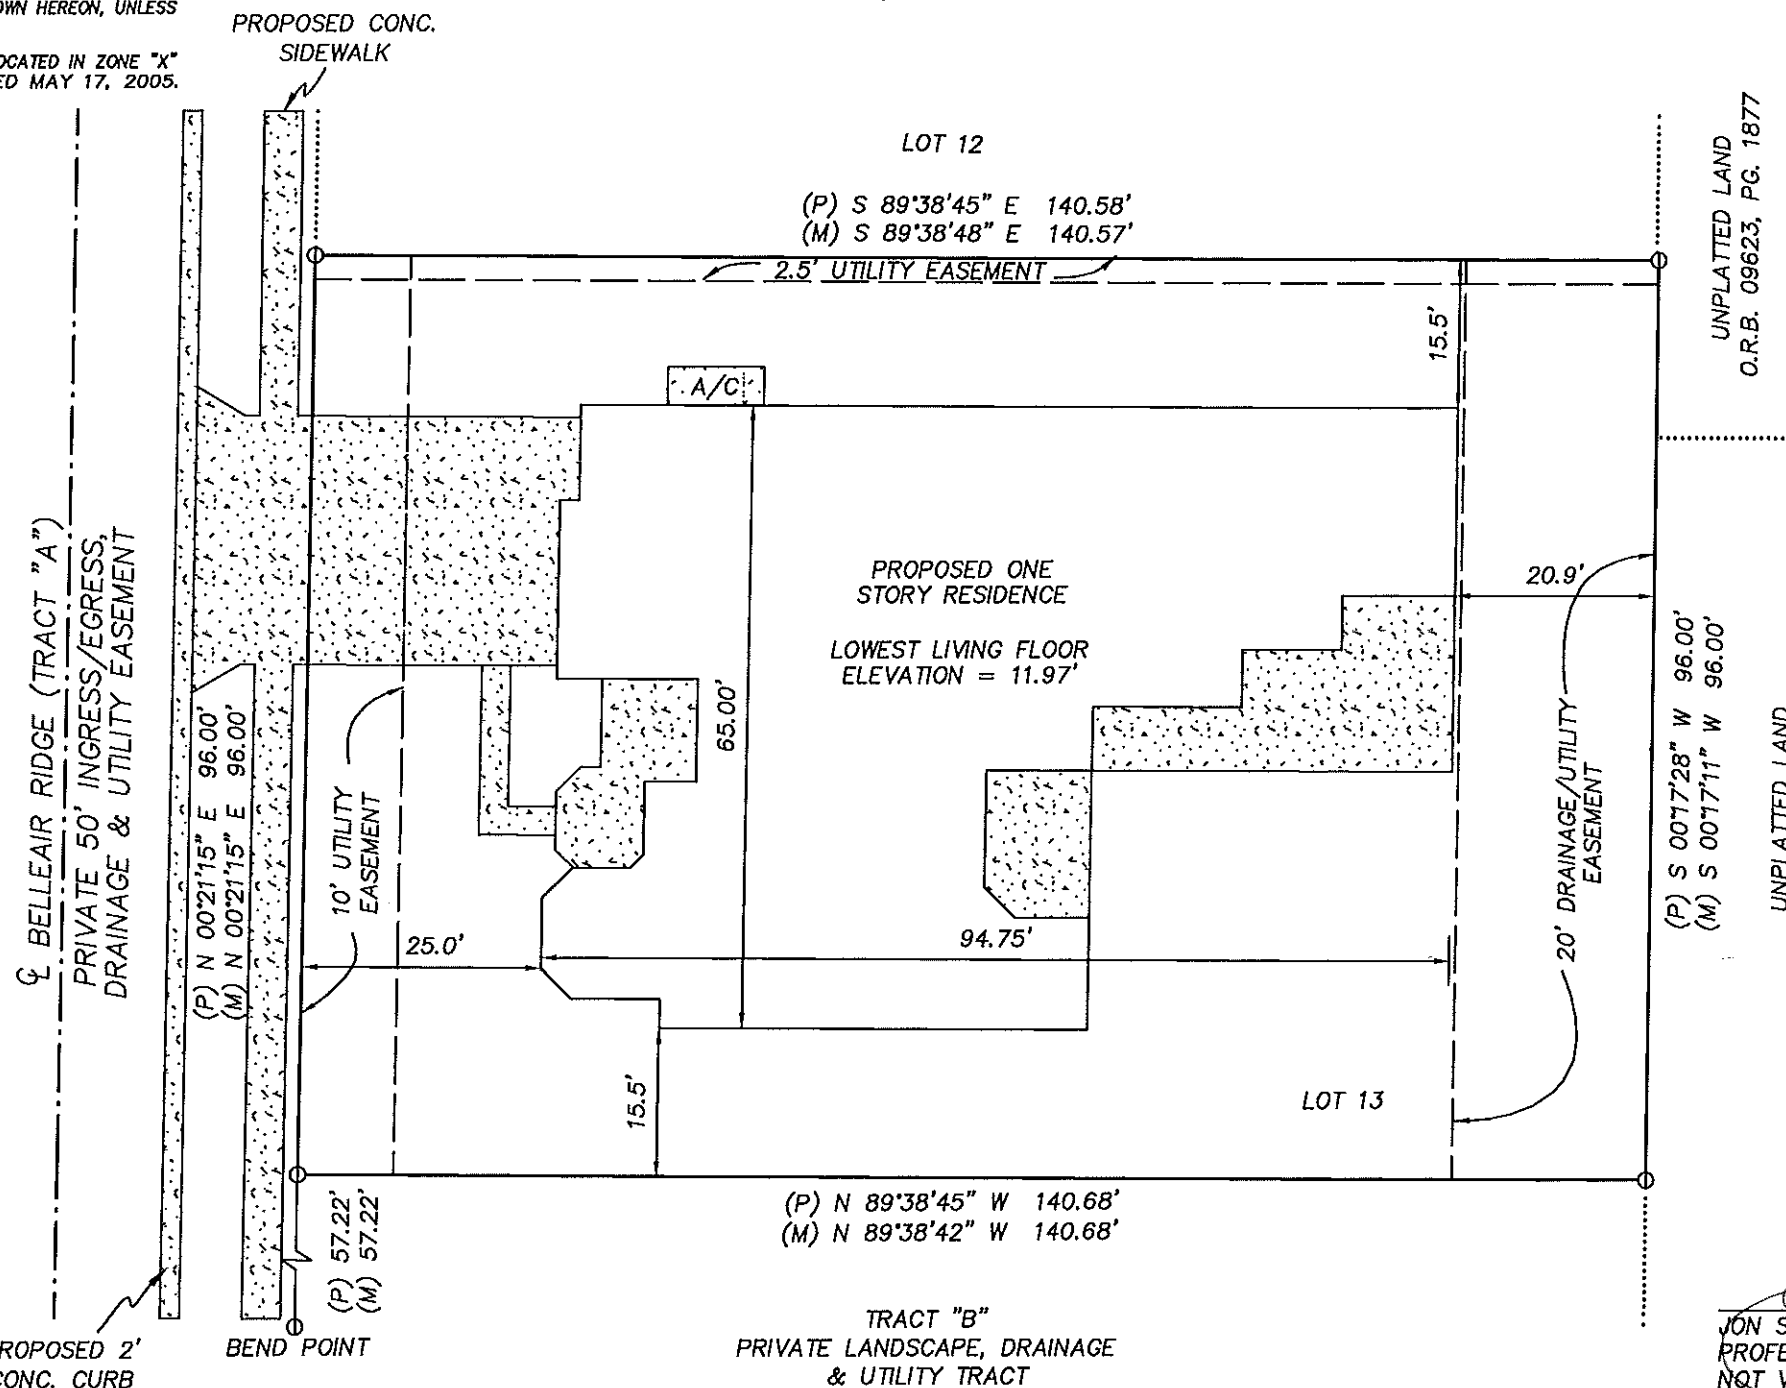 OWN HEREON, UNLESS
OCATED IN ZONE "X"
ED MAY 17, 2005.
PROPOSED CONC.
SIDEWALK
LOT 12
(P) S 89°38'45" E 140.58'
(M) S 89°38'48" E 140.57'
2.5' UTILITY EASEMENT
UNPLATTED LAND
O.R.B. 09623, PG. 1877
15.5'
A/C
PROPOSED ONE
STORY RESIDENCE
LOWEST LIVING FLOOR
ELEVATION = 11.97'
20.9'
65.00'
℄ BELLEAIR RIDGE (TRACT "A")
PRIVATE 50' INGRESS/EGRESS,
DRAINAGE & UTILITY EASEMENT
(P) N 00°21'15" E 96.00'
(M) N 00°21'15" E 96.00'
10' UTILITY
EASEMENT
25.0'
94.75'
20' DRAINAGE/UTILITY
EASEMENT
(P) S 00°17'28" W 96.00'
(M) S 00°17'11" W 96.00'
UNPLATTED LAND
15.5'
LOT 13
(P) N 89°38'45" W 140.68'
(M) N 89°38'42" W 140.68'
(P) 57.22'
(M) 57.22'
ROPOSED 2'
CONC. CURB
BEND POINT
TRACT "B"
PRIVATE LANDSCAPE, DRAINAGE
& UTILITY TRACT
JON S
PROFE
NOT V